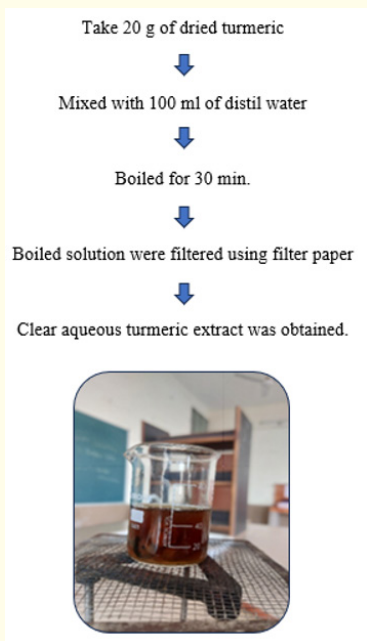 Take 20 g of dried turmeric
Mixed with 100 ml of distil water
Boiled for 30 min.
Boiled solution were filtered using filter paper
Clear aqueous turmeric extract was obtained.